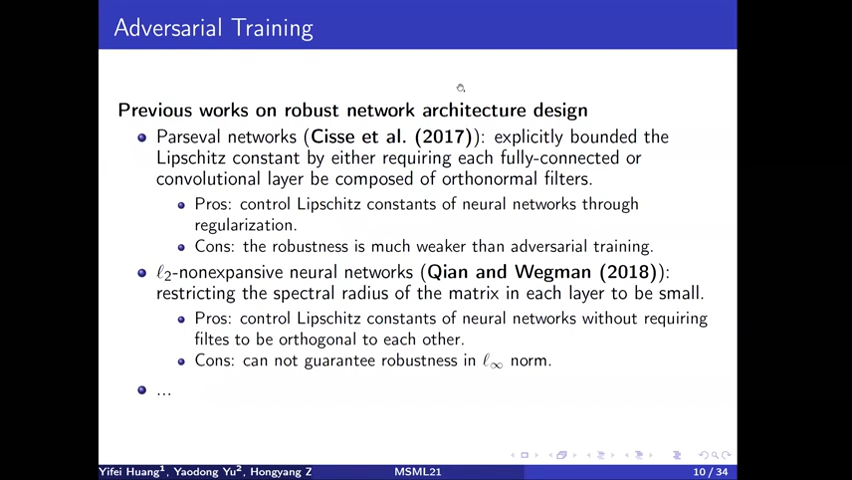 Adversarial Training
Previous works on robust network architecture design
Parseval networks (Cisse et al. (2017)): explicitly bounded the
Lipschitz constant by either requiring each fully-connected or
convolutional layer be composed of orthonormal filters.
Pros: control Lipschitz constants of neural networks through
regularization.
Cons: the robustness is much weaker than adversarial training.
ℓ₂-nonexpansive neural networks (Qian and Wegman (2018)):
restricting the spectral radius of the matrix in each layer to be small.
Pros: control Lipschitz constants of neural networks without requiring
filtes to be orthogonal to each other.
Cons: can not guarantee robustness in ℓ∞ norm.
...
Yifei Huang¹, Yaodong Yu², Hongyang Z MSML21 10 / 34